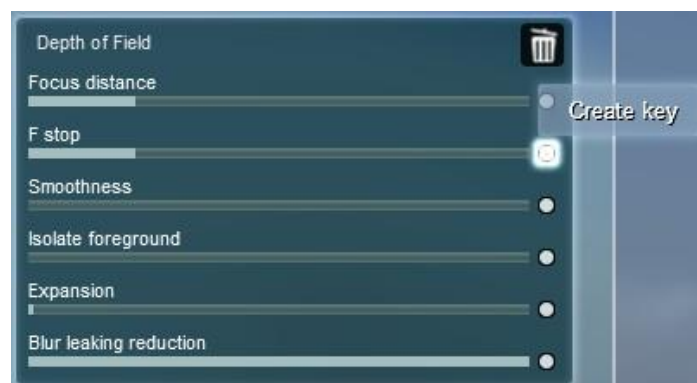 Depth of Field
Focus distance
Create key
F stop
Smoothness
Isolate foreground
Expansion
Blur leaking reduction